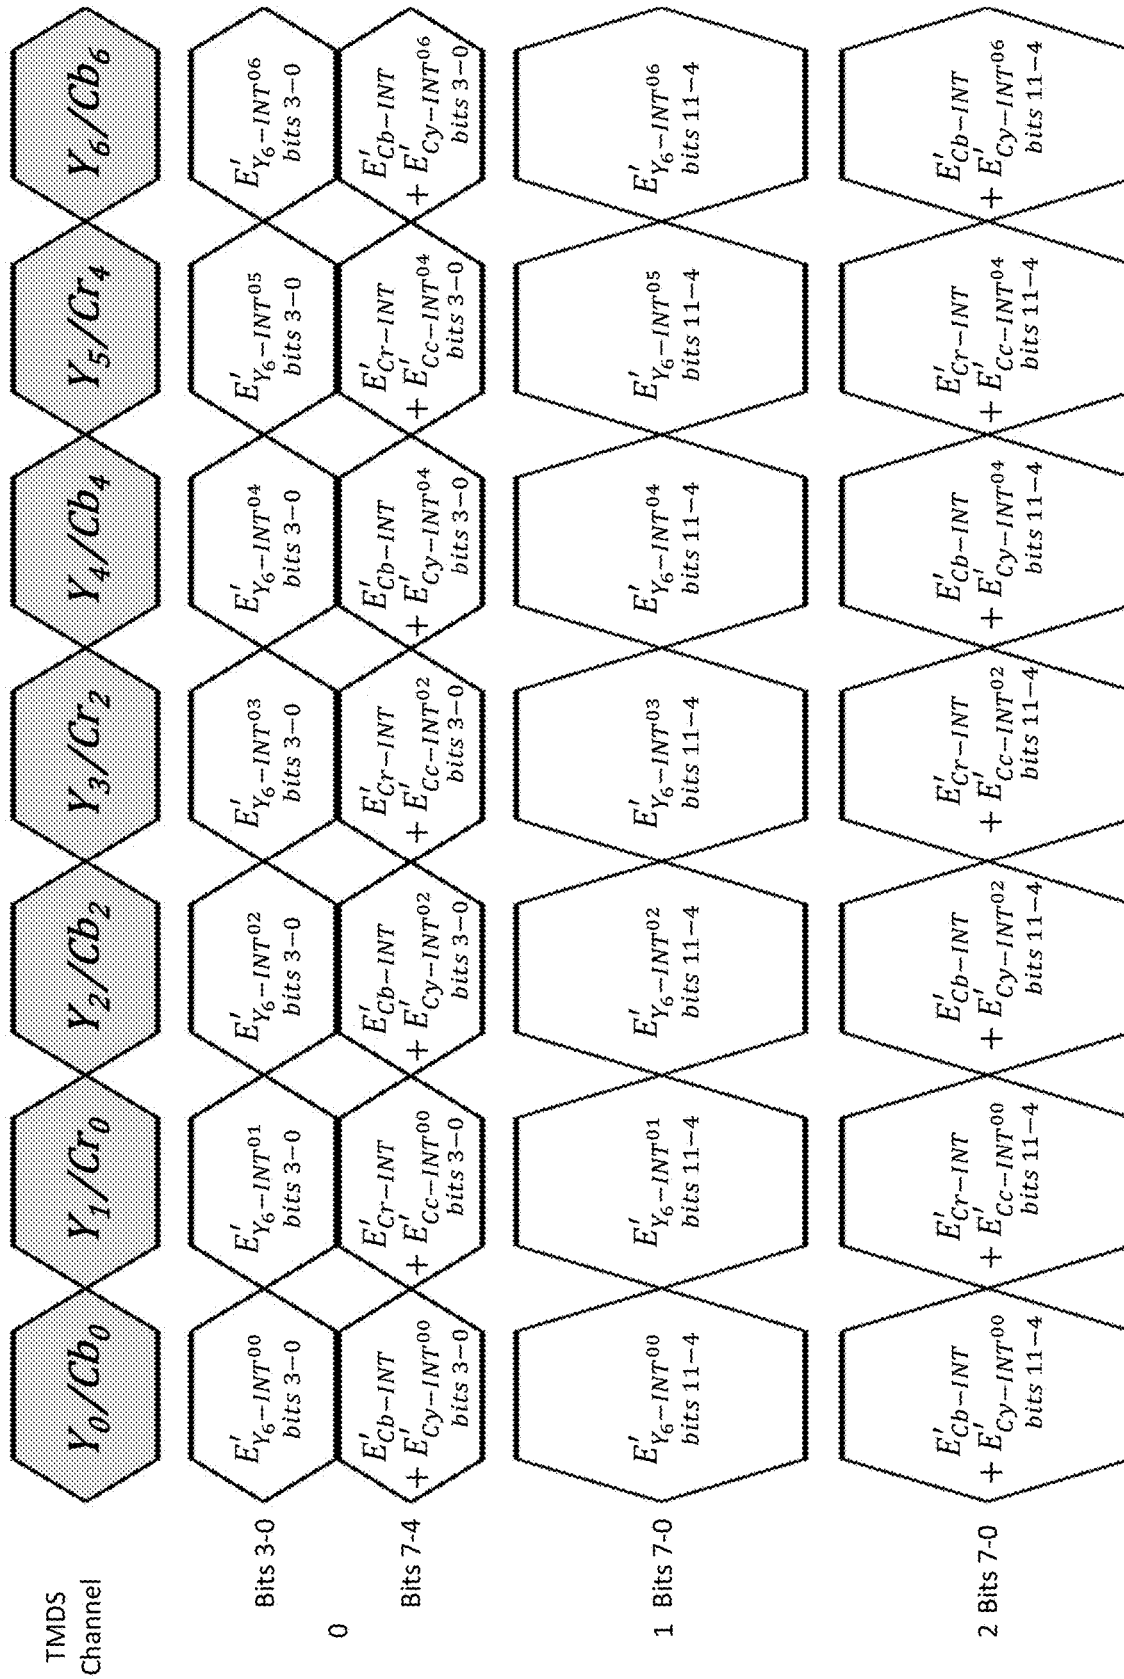 TMDS
Channel
Y₀/Cb₀
Y₁/Cr₀
Y₂/Cb₂
Y₃/Cr₂
Y₄/Cb₄
Y₅/Cr₄
Y₆/Cb₆
0
Bits 3-0
E′Y₆−INT⁰⁰
bits 3−0
E′Y₆−INT⁰¹
bits 3−0
E′Y₆−INT⁰²
bits 3−0
E′Y₆−INT⁰³
bits 3−0
E′Y₆−INT⁰⁴
bits 3−0
E′Y₆−INT⁰⁵
bits 3−0
E′Y₆−INT⁰⁶
bits 3−0
Bits 7-4
E′Cb−INT
+ E′Cy−INT⁰⁰
bits 3−0
E′Cr−INT
+ E′Cc−INT⁰⁰
bits 3−0
E′Cb−INT
+ E′Cy−INT⁰²
bits 3−0
E′Cr−INT
+ E′Cc−INT⁰²
bits 3−0
E′Cb−INT
+ E′Cy−INT⁰⁴
bits 3−0
E′Cr−INT
+ E′Cc−INT⁰⁴
bits 3−0
E′Cb−INT
+ E′Cy−INT⁰⁶
bits 3−0
1 Bits 7-0
E′Y₆−INT⁰⁰
bits 11−4
E′Y₆−INT⁰¹
bits 11−4
E′Y₆−INT⁰²
bits 11−4
E′Y₆−INT⁰³
bits 11−4
E′Y₆−INT⁰⁴
bits 11−4
E′Y₆−INT⁰⁵
bits 11−4
E′Y₆−INT⁰⁶
bits 11−4
2 Bits 7-0
E′Cb−INT
+ E′Cy−INT⁰⁰
bits 11−4
E′Cr−INT
+ E′Cc−INT⁰⁰
bits 11−4
E′Cb−INT
+ E′Cy−INT⁰²
bits 11−4
E′Cr−INT
+ E′Cc−INT⁰²
bits 11−4
E′Cb−INT
+ E′Cy−INT⁰⁴
bits 11−4
E′Cr−INT
+ E′Cc−INT⁰⁴
bits 11−4
E′Cb−INT
+ E′Cy−INT⁰⁶
bits 11−4